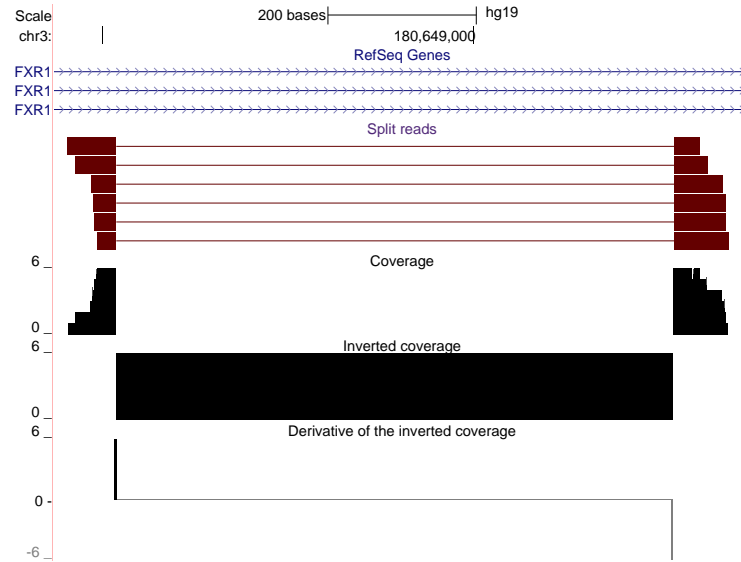 Scale 200 bases hg19
chr3: 180,649,000
RefSeq Genes
FXR1
FXR1
FXR1
Split reads
Coverage
6
0
Inverted coverage
6
0
Derivative of the inverted coverage
6
0
-6